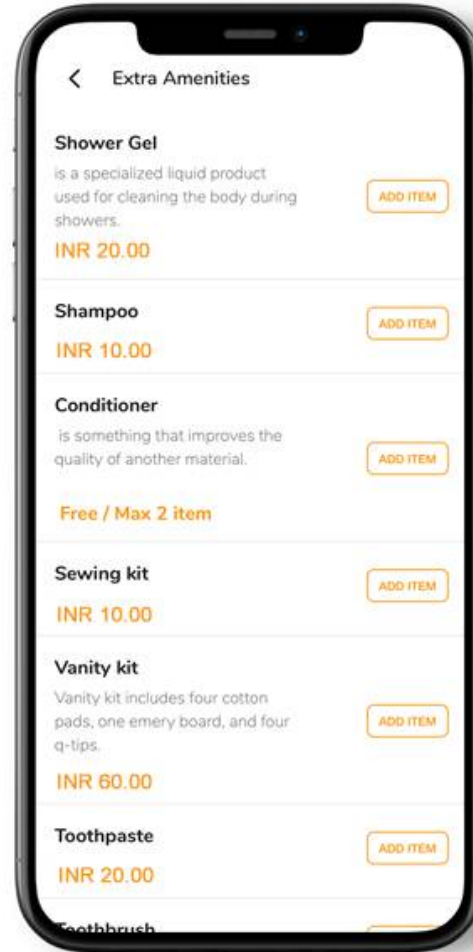 Extra Amenities
Shower Gel
is a specialized liquid product
used for cleaning the body during
showers.
ADD ITEM
INR 20.00
Shampoo
ADD ITEM
INR 10.00
Conditioner
is something that improves the
quality of another material.
ADD ITEM
Free / Max 2 item
Sewing kit
ADD ITEM
INR 10.00
Vanity kit
Vanity kit includes four cotton
pads, one emery board, and four
q-tips.
ADD ITEM
INR 60.00
Toothpaste
ADD ITEM
INR 20.00
Toothbrush